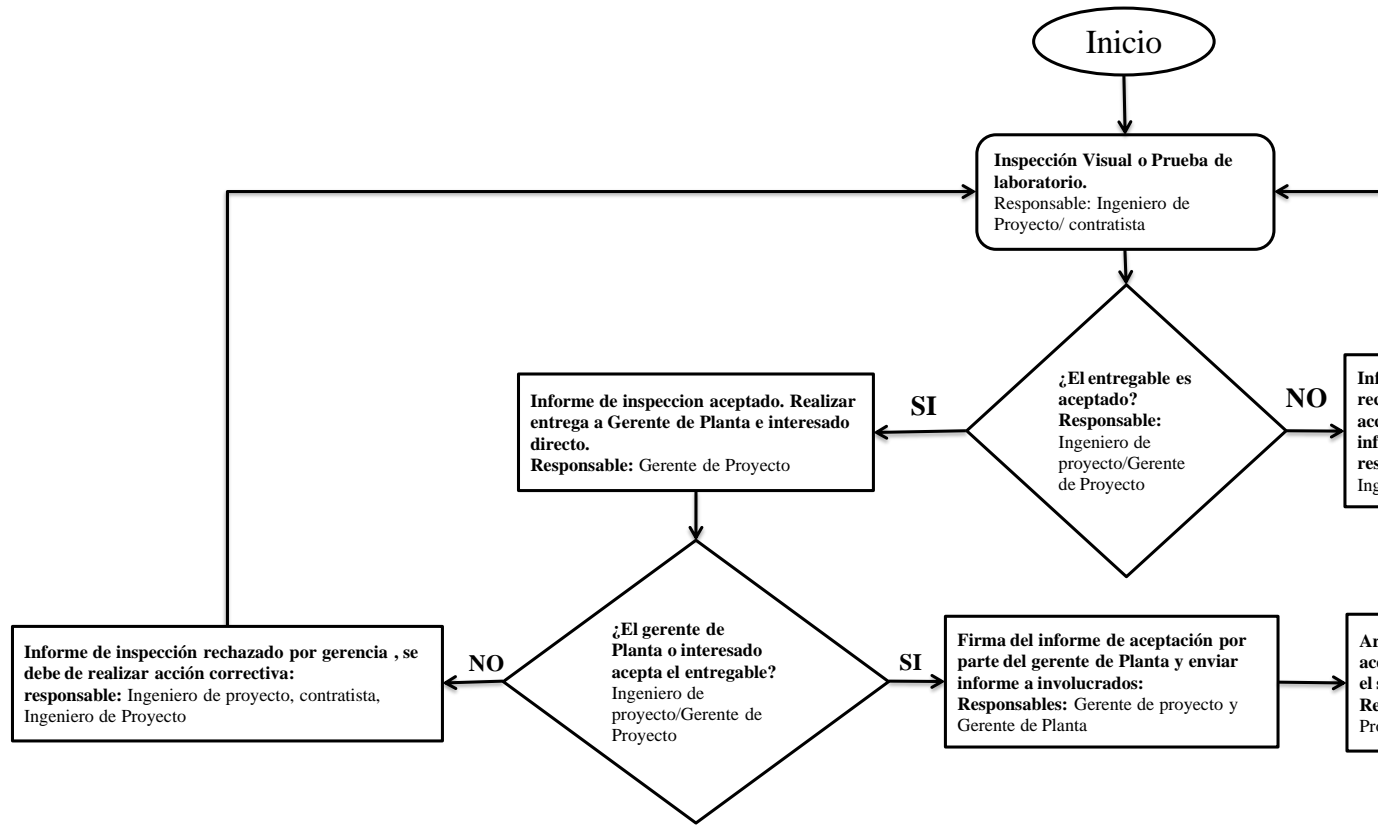 Inicio
Inspección Visual o Prueba de
laboratorio.
Responsable: Ingeniero de
Proyecto/ contratista
¿El entregable es
aceptado?
Responsable:
Ingeniero de
proyecto/Gerente
de Proyecto
SI
NO
Informe de inspeccion aceptado. Realizar
entrega a Gerente de Planta e interesado
directo.
Responsable: Gerente de Proyecto
¿El gerente de
Planta o interesado
acepta el entregable?
Ingeniero de
proyecto/Gerente de
Proyecto
NO
SI
Informe de inspección rechazado por gerencia , se
debe de realizar acción correctiva:
responsable: Ingeniero de proyecto, contratista,
Ingeniero de Proyecto
Firma del informe de aceptación por
parte del gerente de Planta y enviar
informe a involucrados:
Responsables: Gerente de proyecto y
Gerente de Planta
el